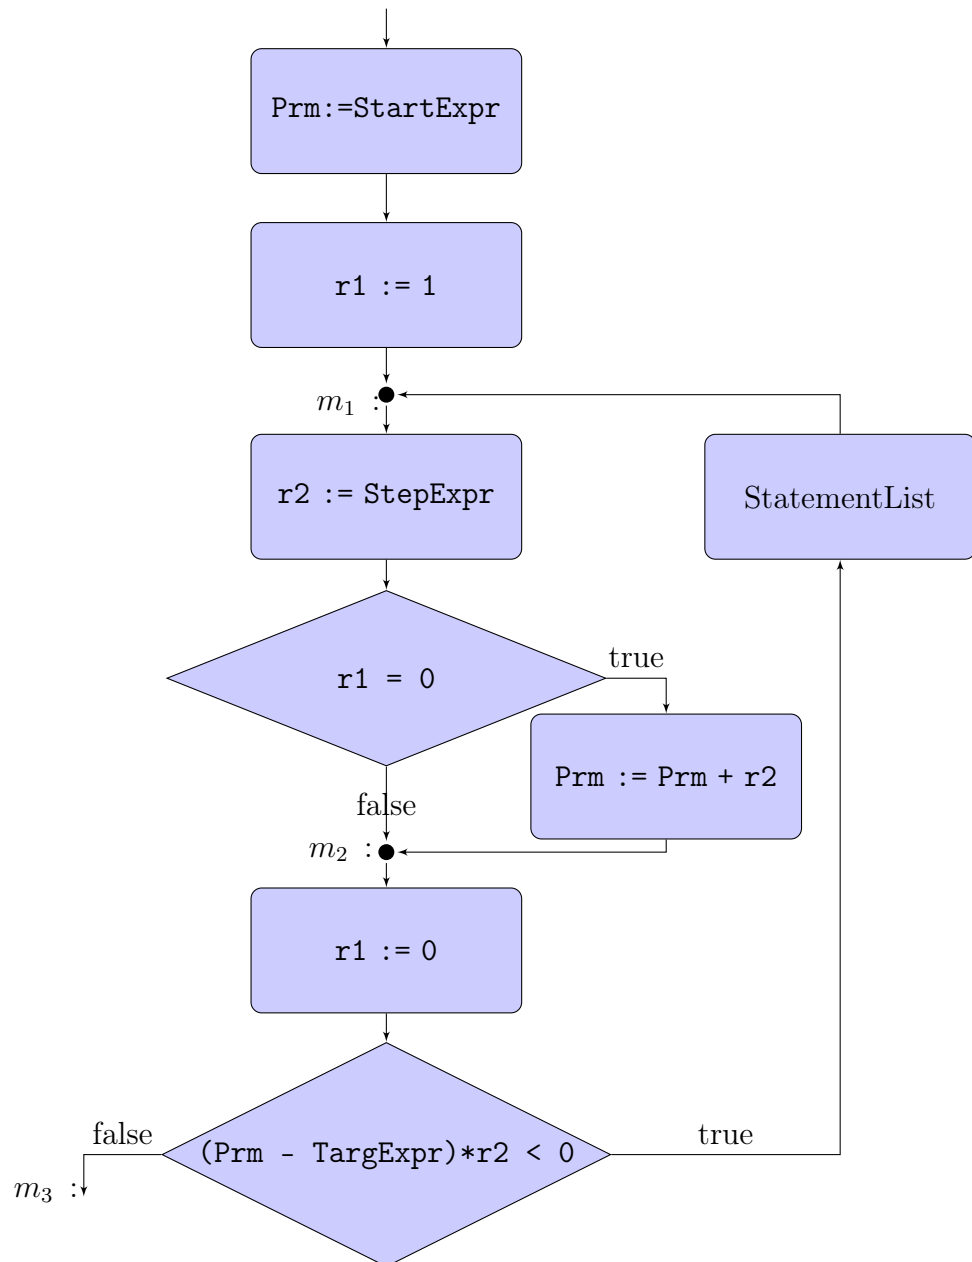 Prm:=StartExpr
r1 := 1
m₁ :
r2 := StepExpr
StatementList
r1 = 0
true
Prm := Prm + r2
false
m₂ :
r1 := 0
false
(Prm - TargExpr)*r2 < 0
true
m₃ :